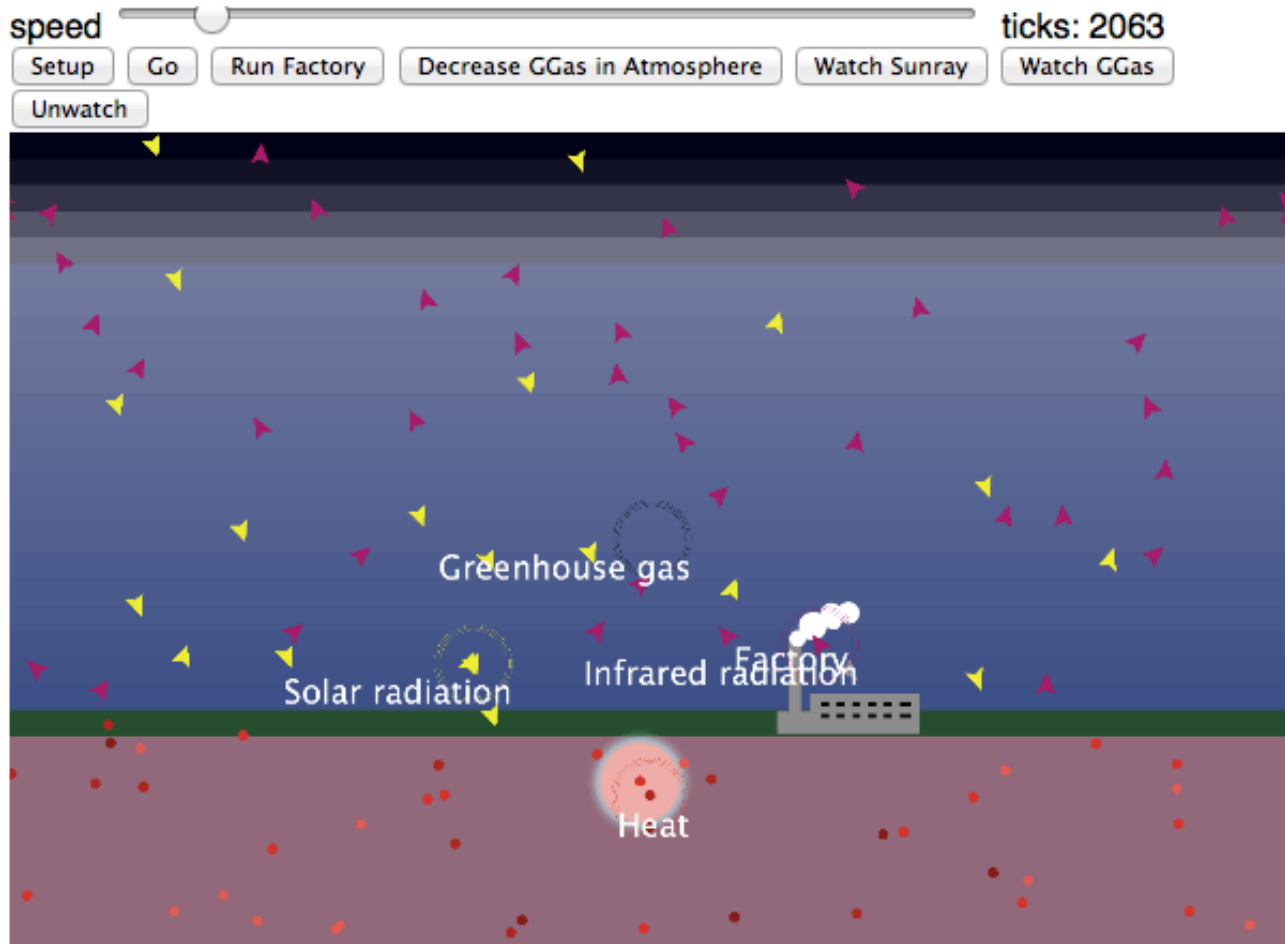 speed ticks: 2063
Setup Go Run Factory Decrease GGas in Atmosphere Watch Sunray Watch GGas
Unwatch
Greenhouse gas
Factory
Infrared radiation
Solar radiation
Heat